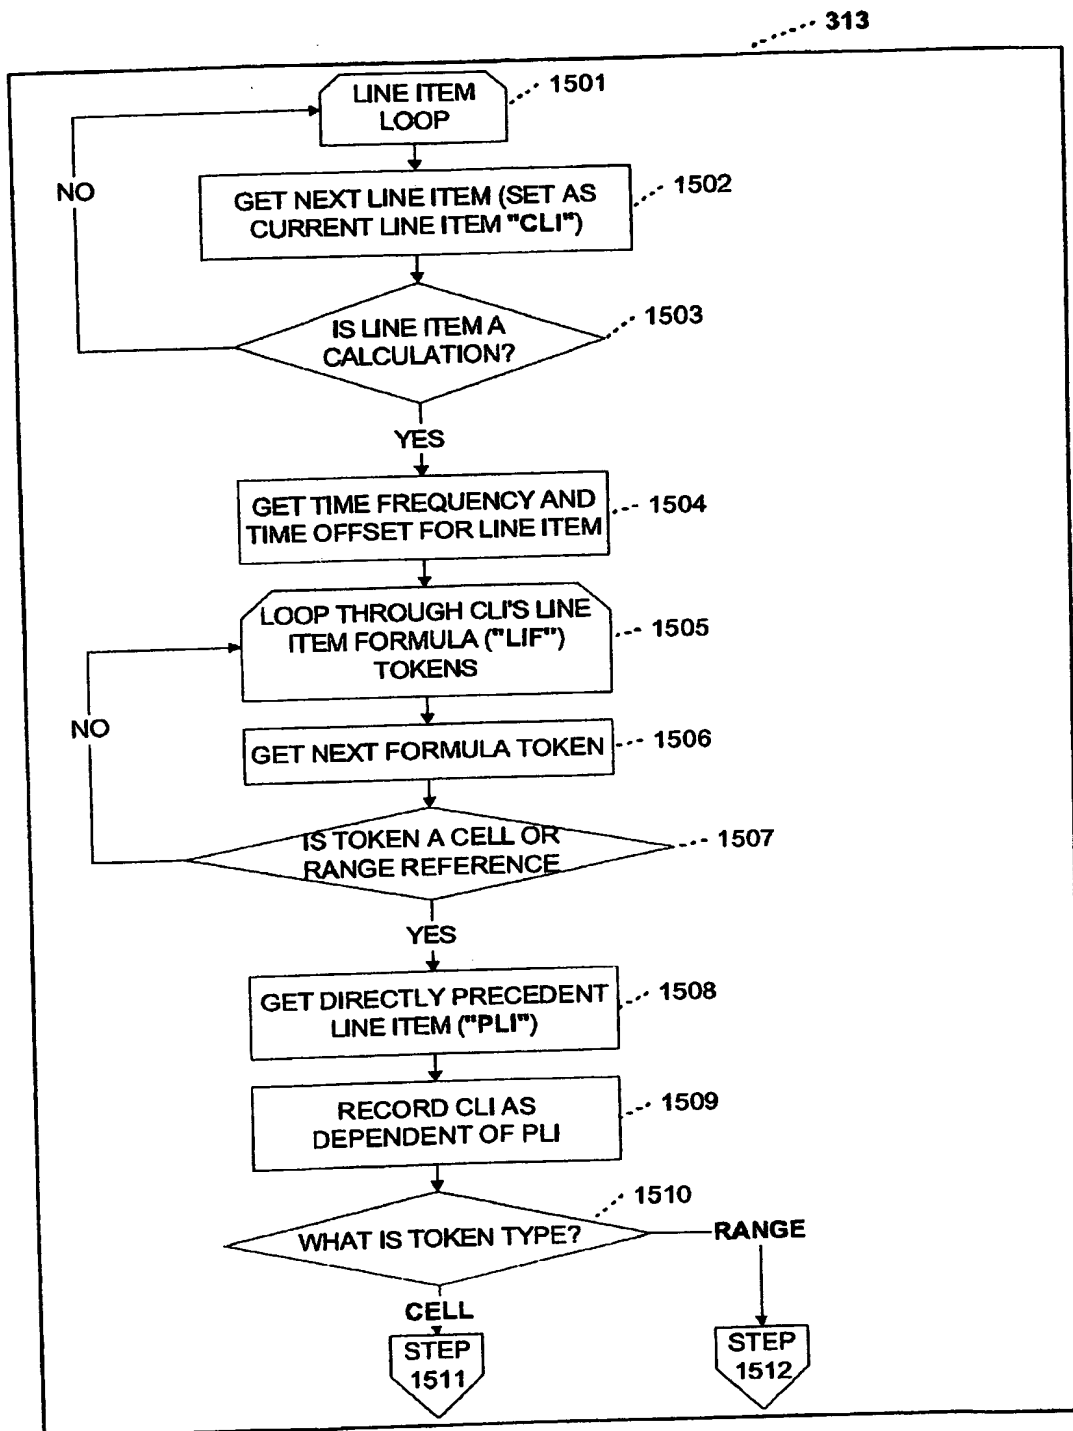 313
LINE ITEM
LOOP
1501
GET NEXT LINE ITEM (SET AS
CURRENT LINE ITEM "CLI")
1502
NO
IS LINE ITEM A
CALCULATION?
1503
YES
GET TIME FREQUENCY AND
TIME OFFSET FOR LINE ITEM
1504
LOOP THROUGH CLI'S LINE
ITEM FORMULA ("LIF")
TOKENS
1505
NO
GET NEXT FORMULA TOKEN
1506
IS TOKEN A CELL OR
RANGE REFERENCE
1507
YES
GET DIRECTLY PRECEDENT
LINE ITEM ("PLI")
1508
RECORD CLI AS
DEPENDENT OF PLI
1509
WHAT IS TOKEN TYPE?
1510
RANGE
CELL
STEP
1511
STEP
1512